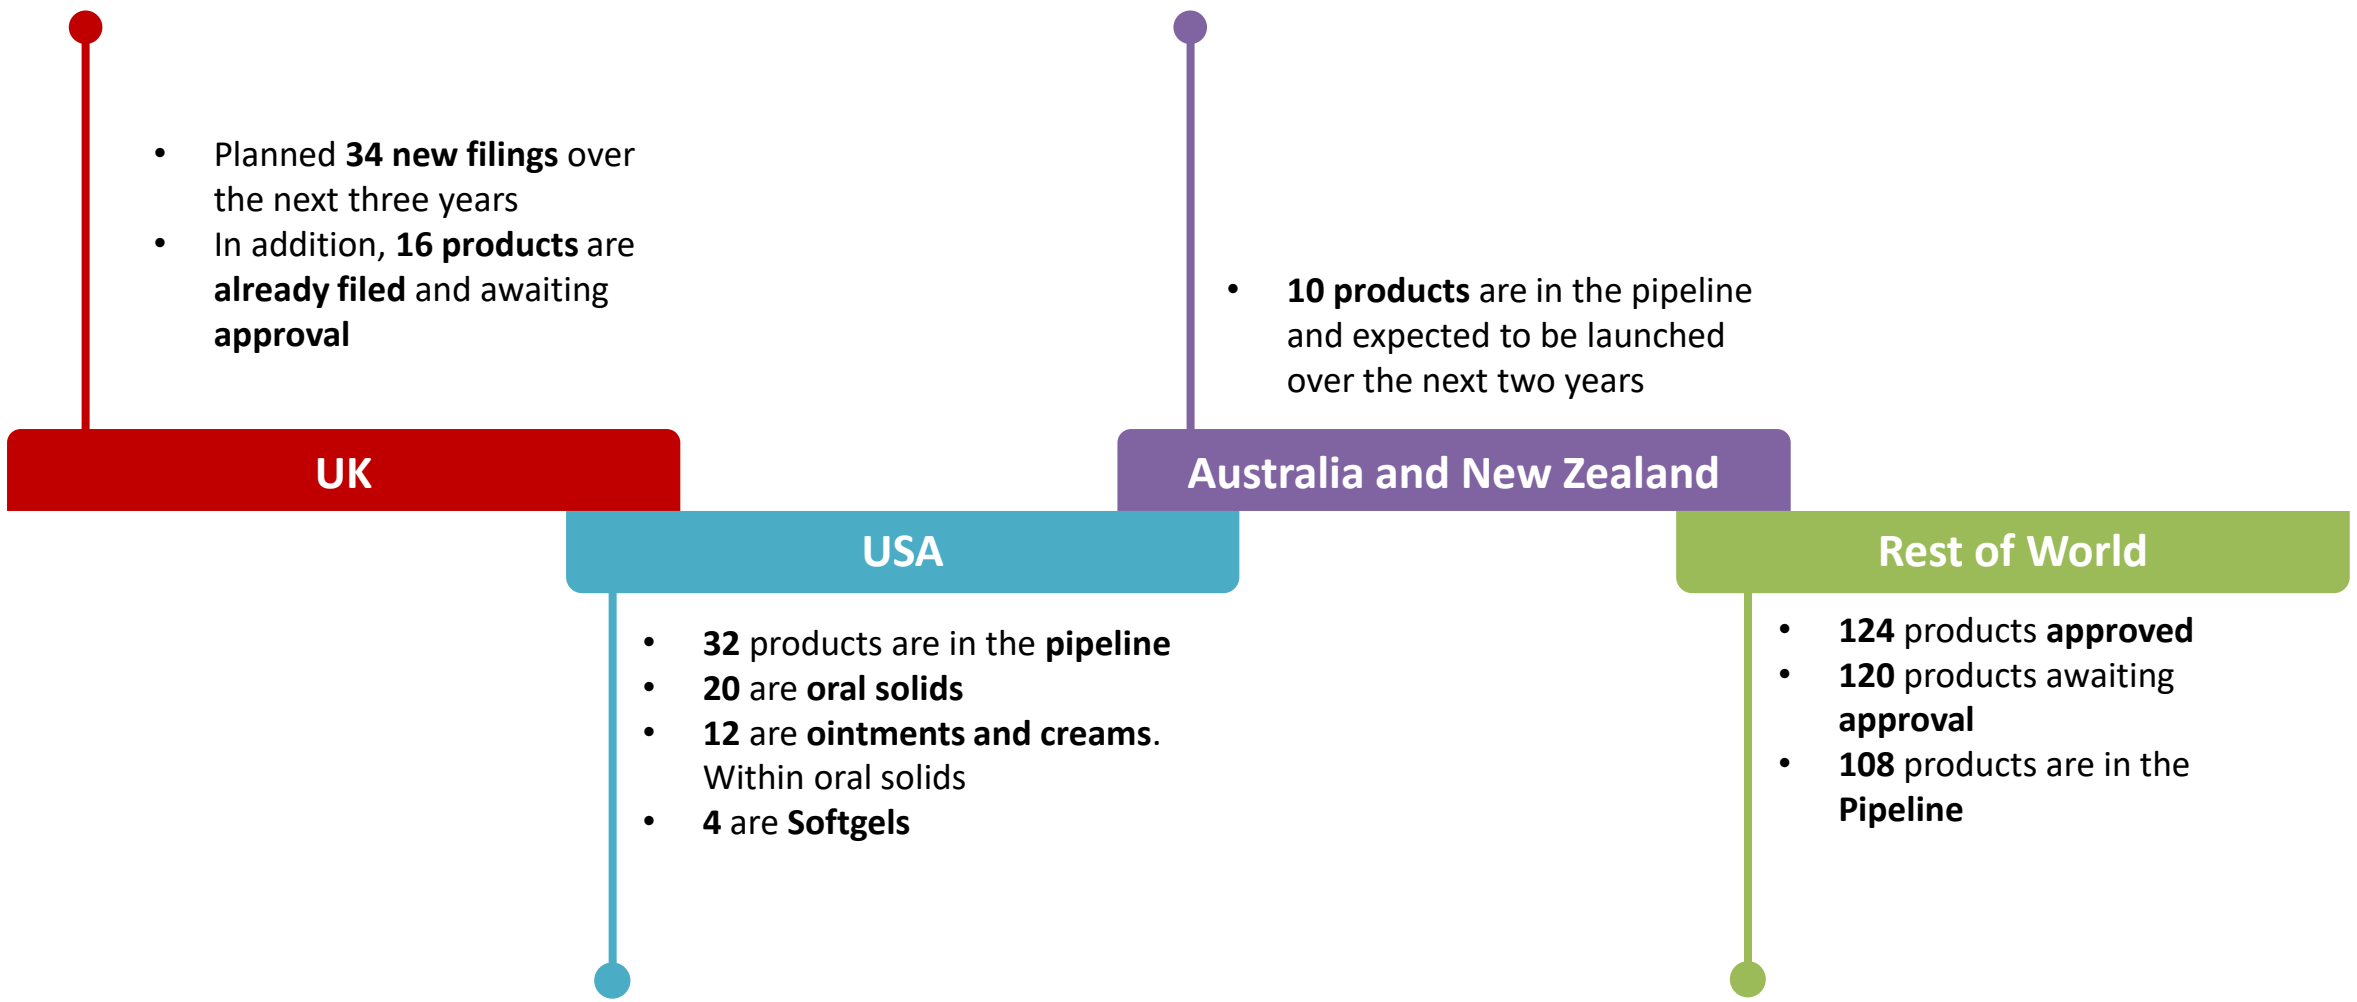 • Planned 34 new filings over
the next three years
• In addition, 16 products are
already filed and awaiting
approval
UK
• 10 products are in the pipeline
and expected to be launched
over the next two years
Australia and New Zealand
USA
• 32 products are in the pipeline
• 20 are oral solids
• 12 are ointments and creams.
Within oral solids
• 4 are Softgels
Rest of World
• 124 products approved
• 120 products awaiting
approval
• 108 products are in the
Pipeline